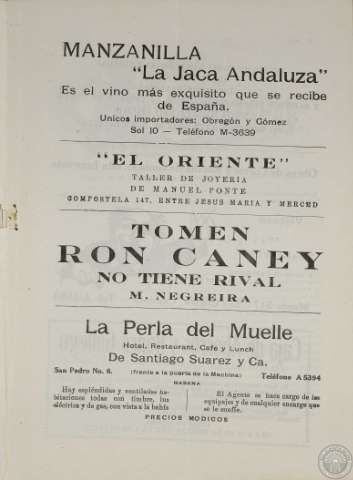 MANZANILLA
"La Jaca Andaluza"
Es el vino más exquisito que se recibe
de España.
Unicos importadores: Obregón y Gómez
Sol 10 — Teléfono M-3639
"EL ORIENTE"
TALLER DE JOYERIA
DE MANUEL PONTE
COMPORTELA 147, ENTRE JESUS MARIA Y MERCED
TOMEN
RON CANEY
NO TIENE RIVAL
M. NEGREIRA
La Perla del Muelle
Hotel, Restaurant, Cafe y Lunch
De Santiago Suarez y Ca.
San Pedro No. 6. (frente a la puerta de la Machina) Teléfono A 5394
HABANA
Hay espléndidas y ventiladas ha-
bitaciones todas con timbre, luz
eléctrica y de gas, con vista a la bahía
El Agente se hace cargo de los
equipajes y de cualquier encargo que
se le confie.
PRECIOS MODICOS